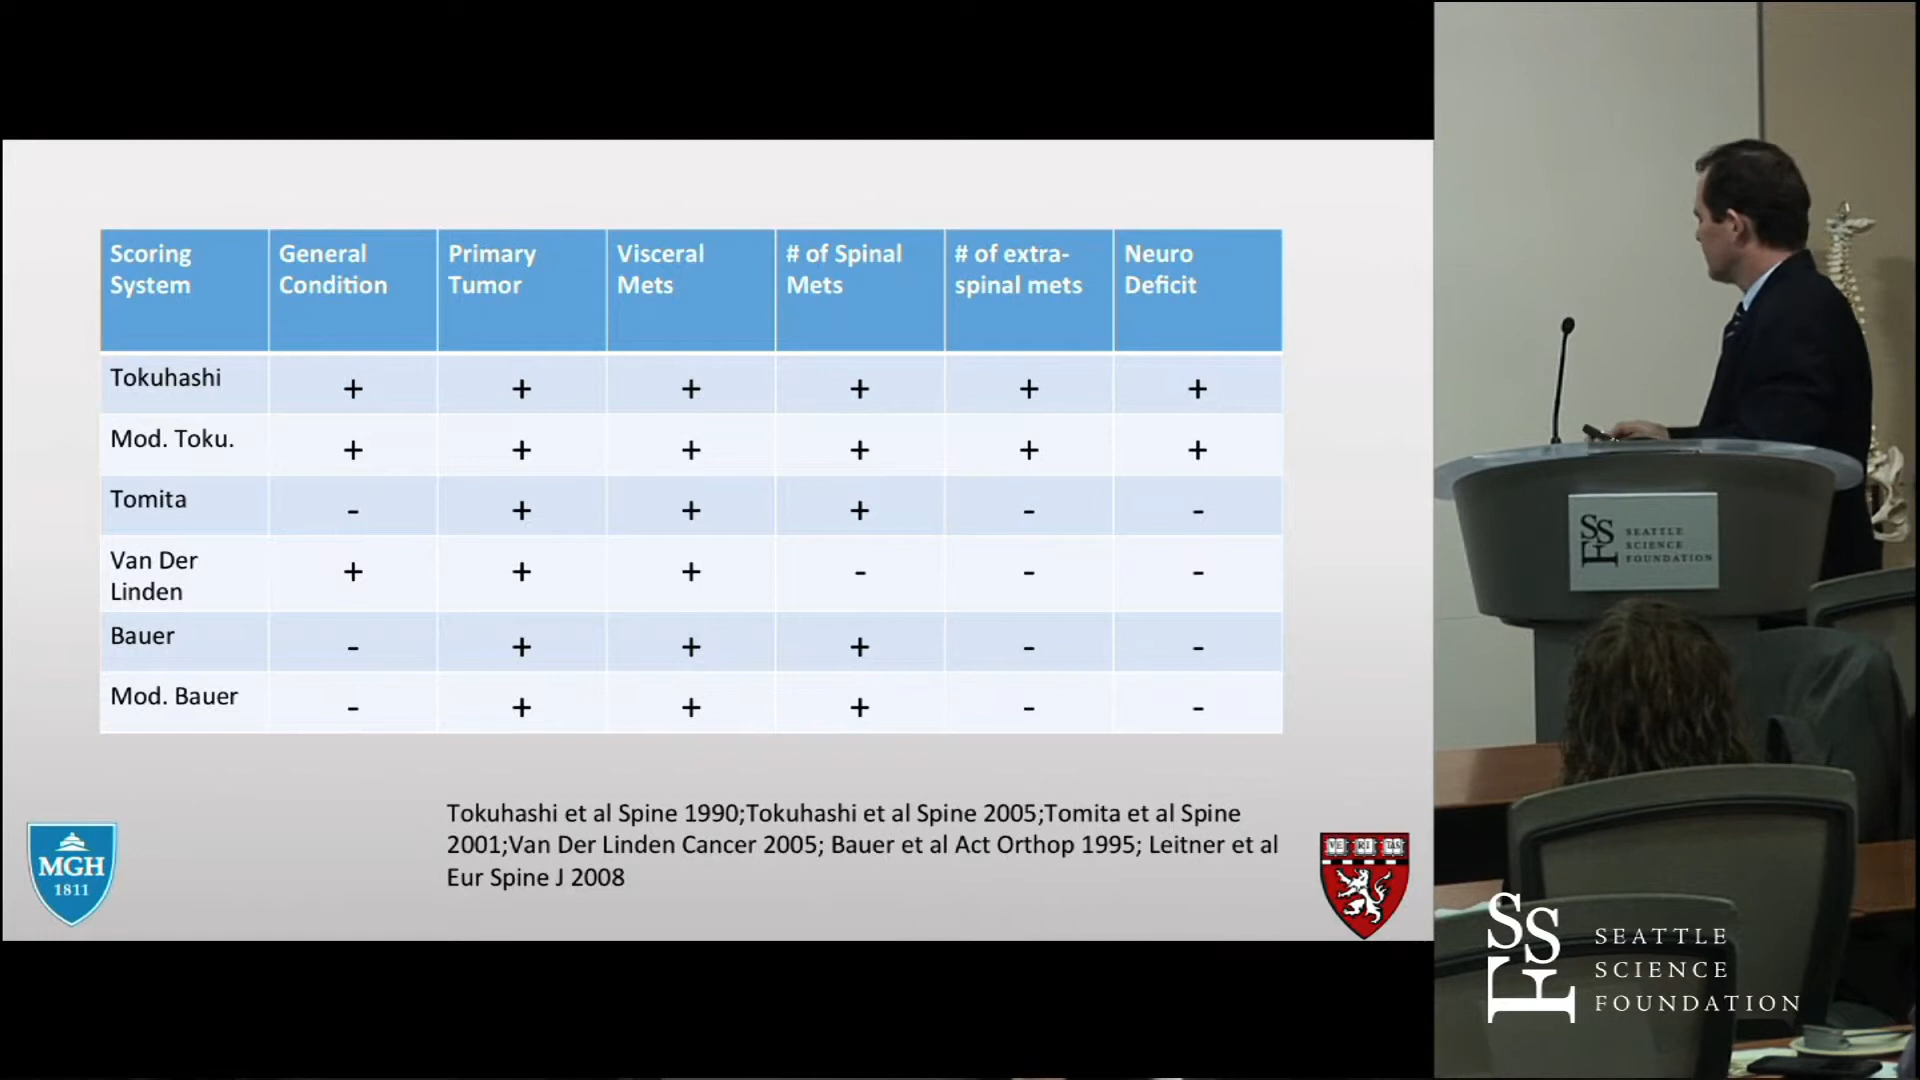 Scoring System
General Condition
Primary Tumor
Visceral Mets
# of Spinal Mets
# of extra-spinal mets
Neuro Deficit
Tokuhashi + + + + + +
Mod. Toku. + + + + + +
Tomita - + + + - -
Van Der Linden + + + - - -
Bauer - + + + - -
Mod. Bauer - + + + - -
Tokuhashi et al Spine 1990;Tokuhashi et al Spine 2005;Tomita et al Spine
2001;Van Der Linden Cancer 2005; Bauer et al Act Orthop 1995; Leitner et al
Eur Spine J 2008
MGH
1811
VE RI TAS
SSF
SEATTLE
SCIENCE
FOUNDATION
SSF
SEATTLE
SCIENCE
FOUNDATION